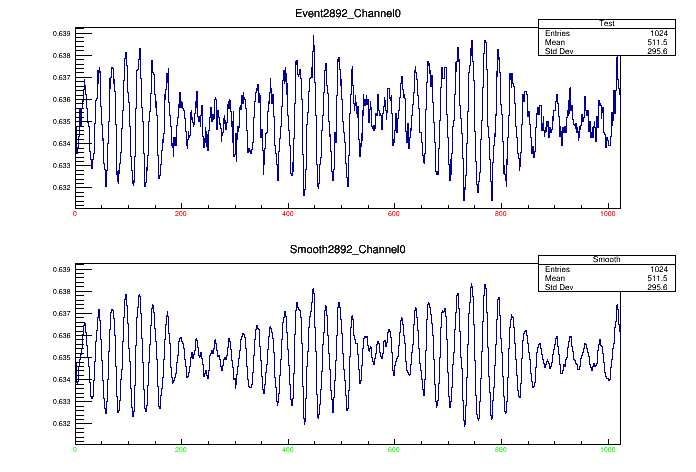 Event2892_Channel0
Test
Entries 1024
Mean 511.5
Std Dev 295.6
0.639
0.638
0.637
0.636
0.635
0.634
0.633
0.632
0 200 400 600 800 1000
Smooth2892_Channel0
Smooth
Entries 1024
Mean 511.5
Std Dev 295.6
0.639
0.638
0.637
0.636
0.635
0.634
0.633
0.632
0 200 400 600 800 1000